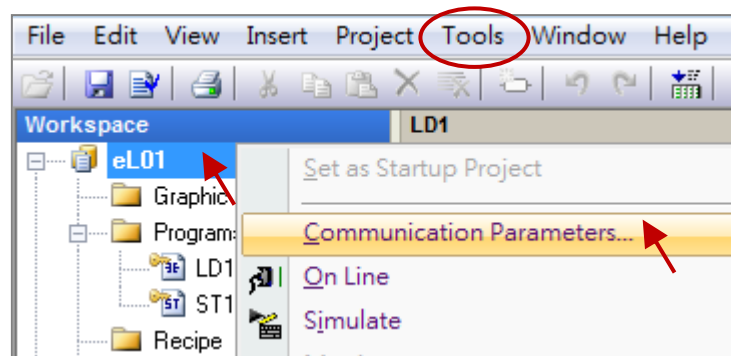 File Edit View Insert Project Tools Window Help
Workspace LD1
eL01
Set as Startup Project
Graphic
Communication Parameters...
Program
LD1
On Line
ST1
Simulate
Recipe